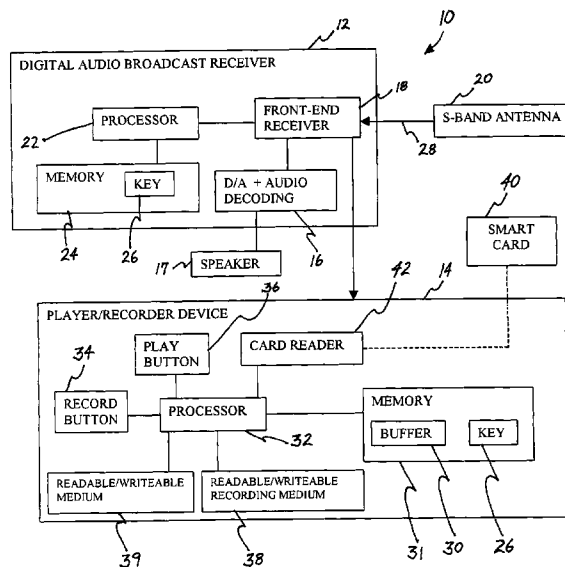 10
12
DIGITAL AUDIO BROADCAST RECEIVER
18
20
PROCESSOR
FRONT-END
RECEIVER
S-BAND ANTENNA
22
28
MEMORY
KEY
D/A + AUDIO
DECODING
40
24
26
16
SMART
CARD
17
SPEAKER
42
14
36
PLAYER/RECORDER DEVICE
PLAY
BUTTON
CARD READER
34
RECORD
BUTTON
PROCESSOR
MEMORY
32
BUFFER
KEY
READABLE/WRITEABLE
MEDIUM
READABLE/WRITEABLE
RECORDING MEDIUM
39
38
31
30
26